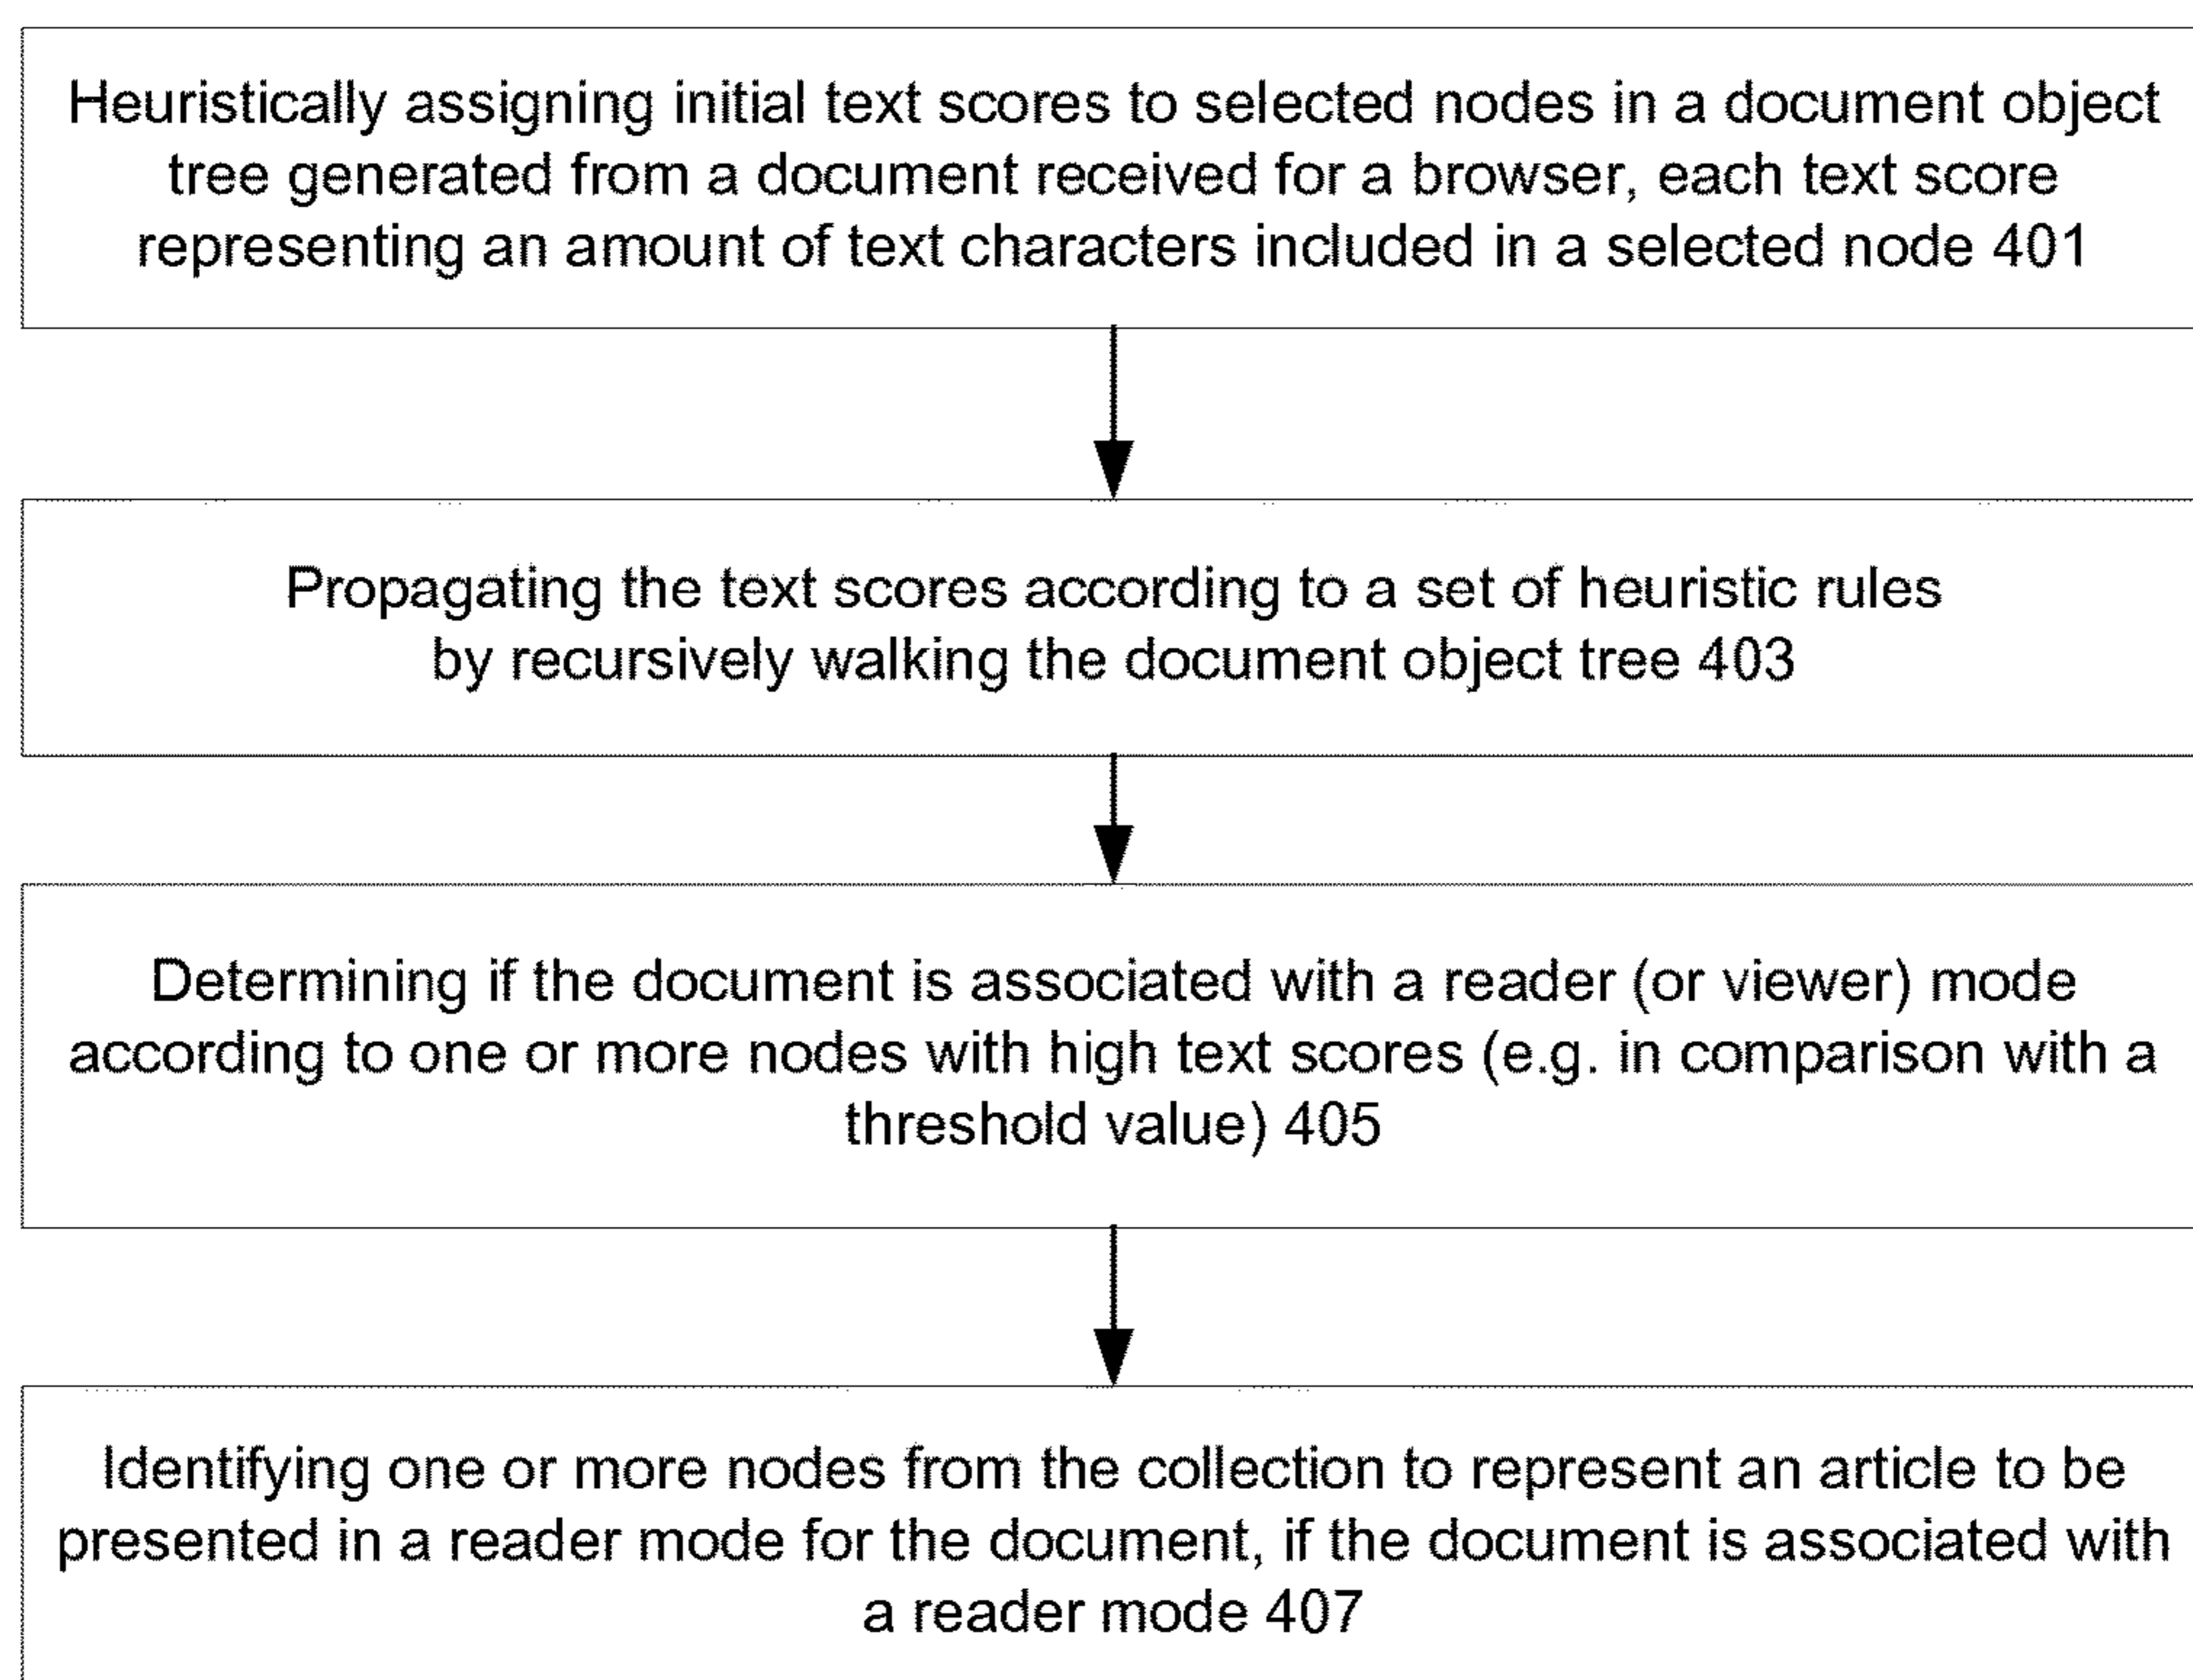 Heuristically assigning initial text scores to selected nodes in a document object
tree generated from a document received for a browser, each text score
representing an amount of text characters included in a selected node 401
Propagating the text scores according to a set of heuristic rules
by recursively walking the document object tree 403
Determining if the document is associated with a reader (or viewer) mode
according to one or more nodes with high text scores (e.g. in comparison with a
threshold value) 405
Identifying one or more nodes from the collection to represent an article to be
presented in a reader mode for the document, if the document is associated with
a reader mode 407